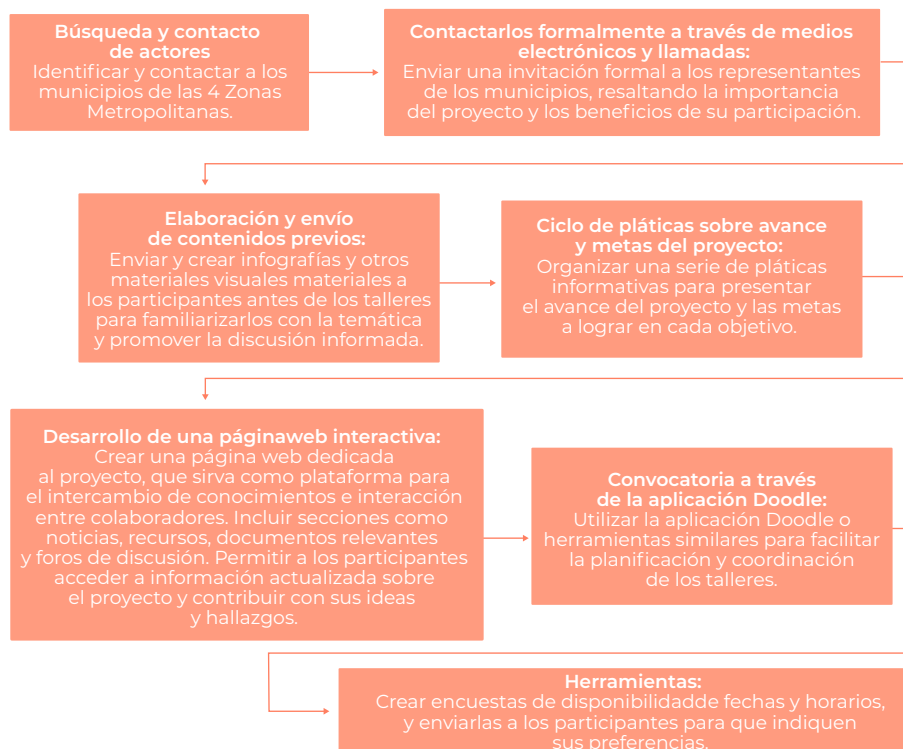 Búsqueda y contacto
de actores
Identificar y contactar a los
municipios de las 4 Zonas
Metropolitanas.
Contactarlos formalmente a través de medios
electrónicos y llamadas:
Enviar una invitación formal a los representantes
de los municipios, resaltando la importancia
del proyecto y los beneficios de su participación.
Elaboración y envío
de contenidos previos:
Enviar y crear infografías y otros
materiales visuales materiales a
los participantes antes de los talleres
para familiarizarlos con la temática
y promover la discusión informada.
Ciclo de pláticas sobre avance
y metas del proyecto:
Organizar una serie de pláticas
informativas para presentar
el avance del proyecto y las metas
a lograr en cada objetivo.
Desarrollo de una páginaweb interactiva:
Crear una página web dedicada
al proyecto, que sirva como plataforma para
el intercambio de conocimientos e interacción
entre colaboradores. Incluir secciones como
noticias, recursos, documentos relevantes
y foros de discusión. Permitir a los participantes
acceder a información actualizada sobre
el proyecto y contribuir con sus ideas
y hallazgos.
Convocatoria a través
de la aplicación Doodle:
Utilizar la aplicación Doodle o
herramientas similares para facilitar
la planificación y coordinación
de los talleres.
Herramientas:
Crear encuestas de disponibilidadde fechas y horarios,
y enviarlas a los participantes para que indiquen
sus preferencias.